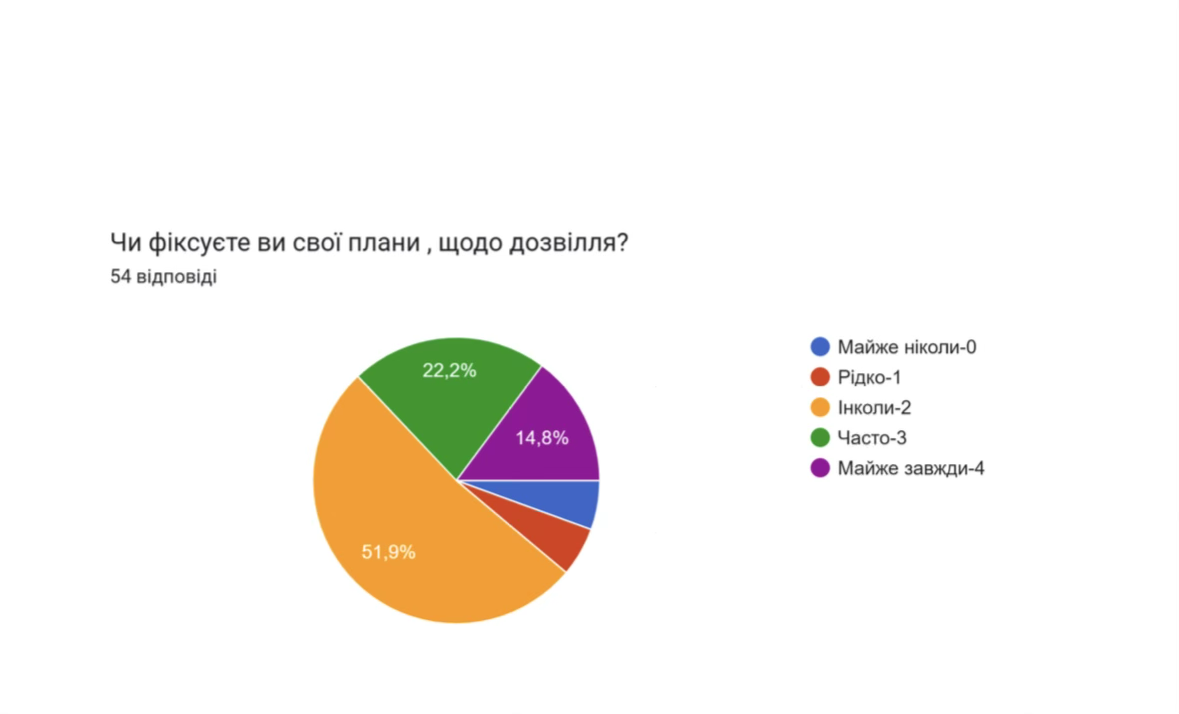 Чи фіксуєте ви свої плани , щодо дозвілля?
54 відповіді
22,2%
14,8%
51,9%
Майже ніколи-0
Рідко-1
Інколи-2
Часто-3
Майже завжди-4